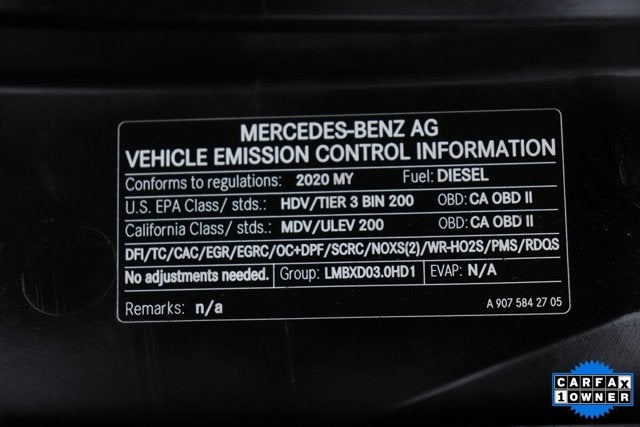 MERCEDES-BENZ AG
VEHICLE EMISSION CONTROL INFORMATION
Conforms to regulations: 2020 MY Fuel: DIESEL
U.S. EPA Class/ stds.: HDV/TIER 3 BIN 200 OBD: CA OBD II
California Class/ stds.: MDV/ULEV 200 OBD: CA OBD II
DFI/TC/CAC/EGR/EGRC/OC+DPF/SCRC/NOXS(2)/WR-HO2S/PMS/RDQS
No adjustments needed. Group: LMBXD03.0HD1 EVAP: N/A
Remarks: n/a A 907 584 27 05
CARFAX
1 OWNER